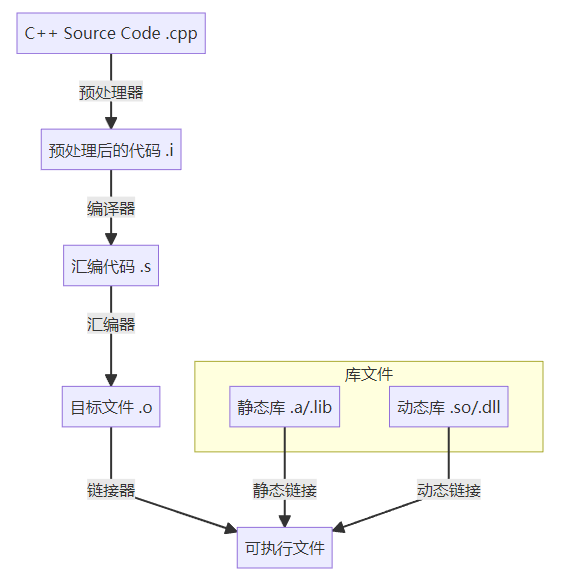 C++ Source Code .cpp
预处理器
预处理后的代码 .i
编译器
汇编代码 .s
汇编器
库文件
目标文件 .o
静态库 .a/.lib
动态库 .so/.dll
链接器
静态链接
动态链接
可执行文件